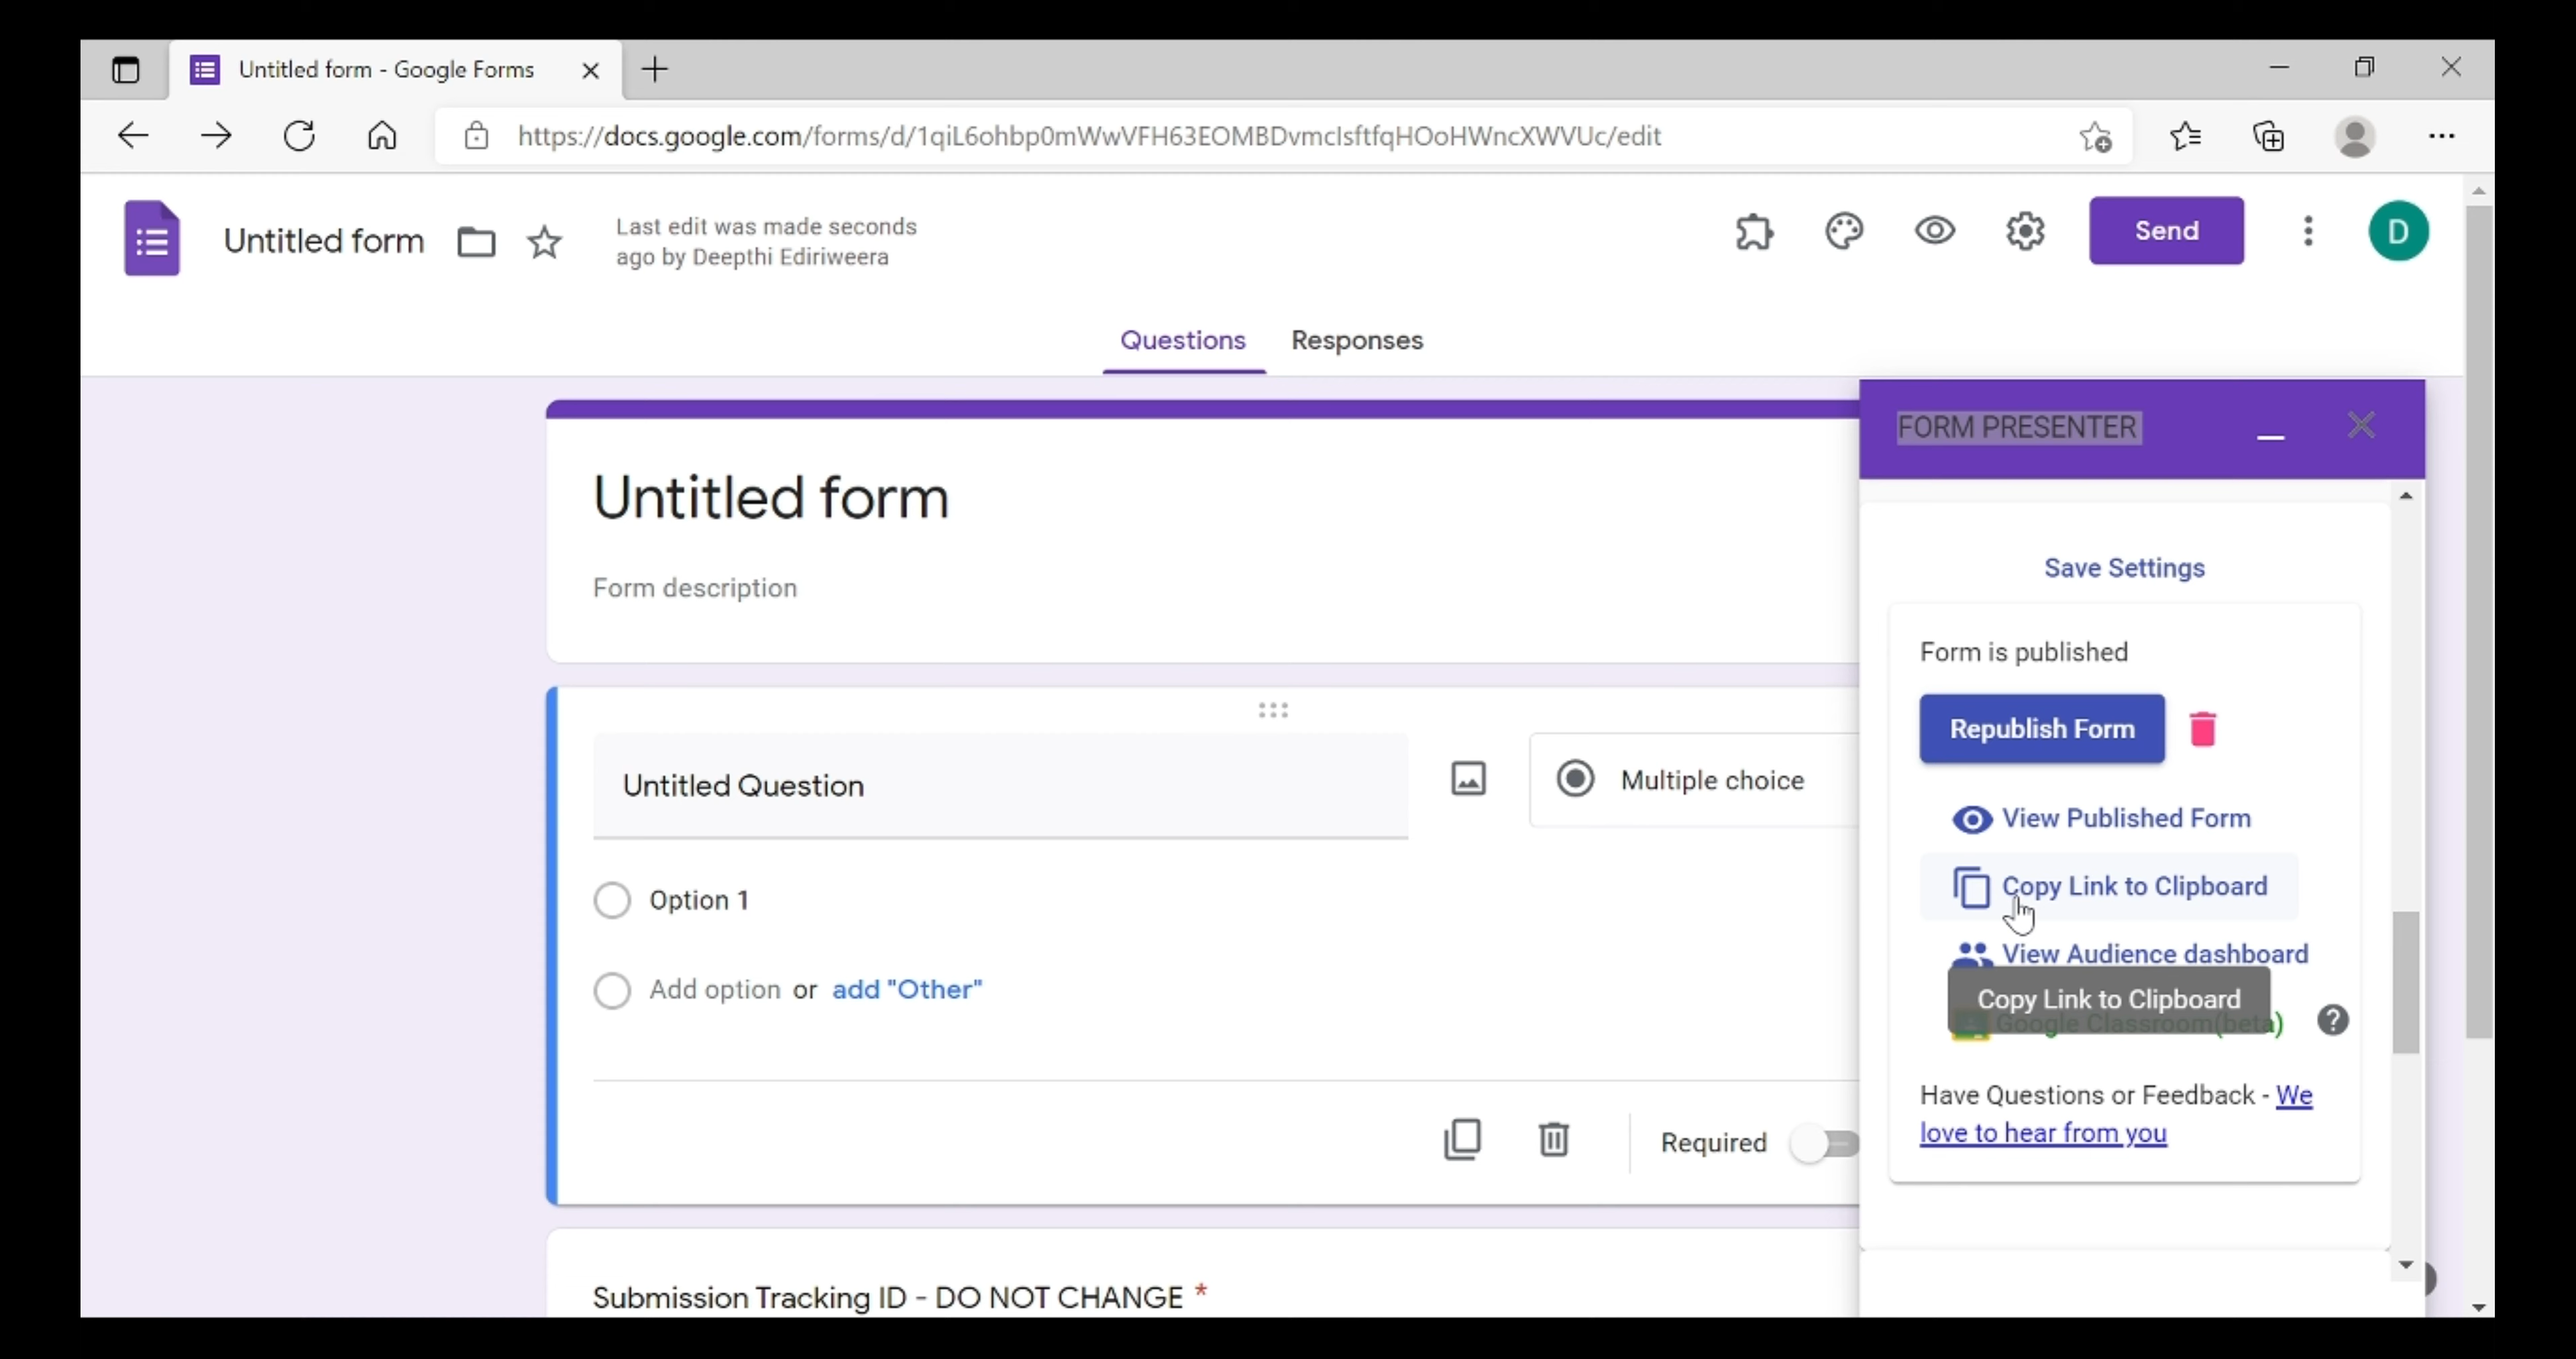 Untitled form - Google Forms
https://docs.google.com/forms/d/1qiL6ohbp0mWwVFH63EOMBDvmcIsftfqHOoHWncXWVUc/edit
Untitled form
Last edit was made seconds
ago by Deepthi Ediriweera
Send
D
Questions
Responses
FORM PRESENTER
Untitled form
Form description
Save Settings
Form is published
Republish Form
Untitled Question
Multiple choice
View Published Form
Option 1
Copy Link to Clipboard
View Audience dashboard
Add option or add "Other"
Copy Link to Clipboard
Google Classroom(beta)
Have Questions or Feedback - We
love to hear from you
Required
Submission Tracking ID - DO NOT CHANGE *